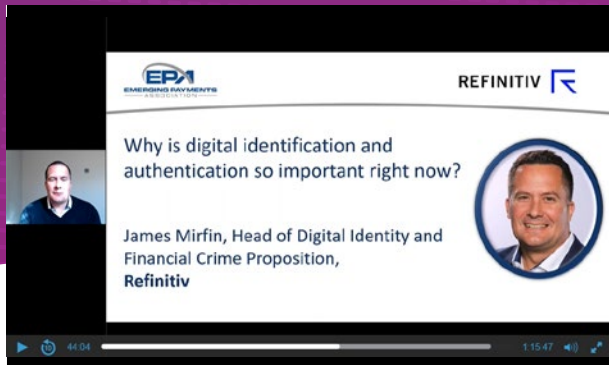 EPA
EMERGING PAYMENTS
ASSOCIATION
REFINITIV
Why is digital identification and
authentication so important right now?
James Mirfin, Head of Digital Identity and
Financial Crime Proposition,
Refinitiv
10
44:04
1:15:47